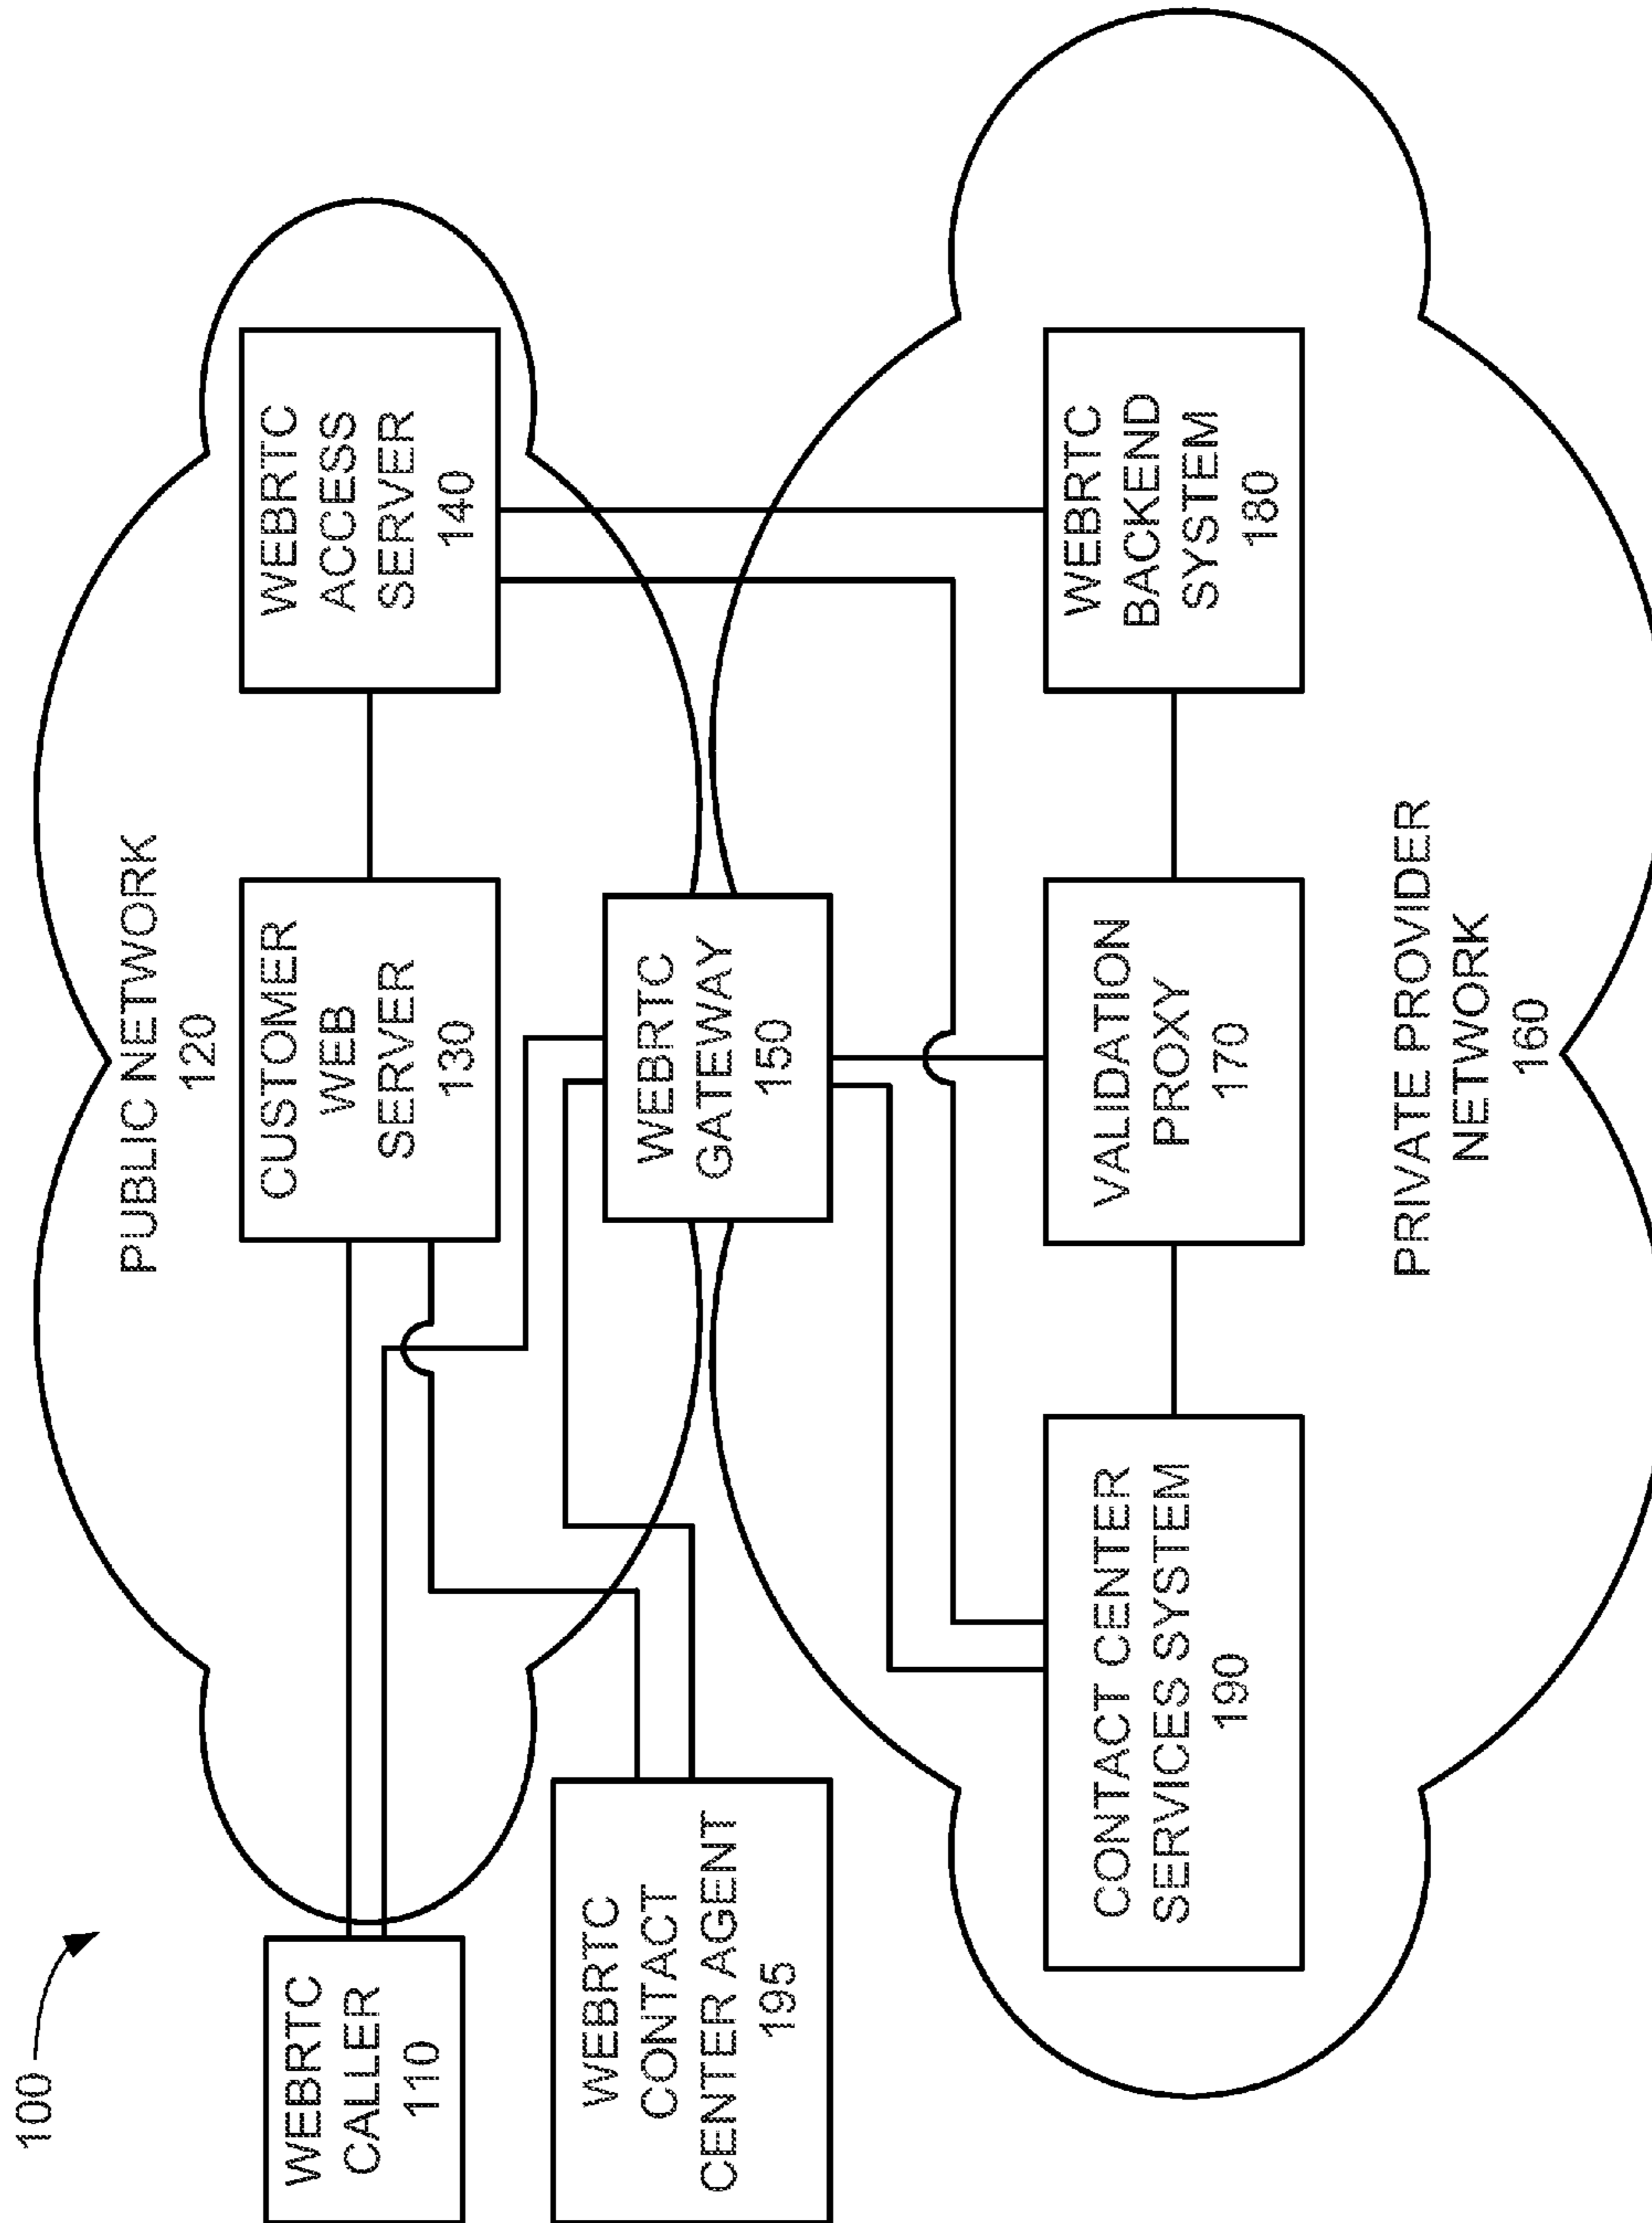 100
PUBLIC NETWORK
120
WEBRTC
CALLER
110
CUSTOMER
WEB
SERVER
130
WEBRTC
ACCESS
SERVER
140
WEBRTC
CONTACT
CENTER AGENT
195
WEBRTC
GATEWAY
150
CONTACT CENTER
SERVICES SYSTEM
190
VALIDATION
PROXY
170
WEBRTC
BACKEND
SYSTEM
180
PRIVATE PROVIDER
NETWORK
160